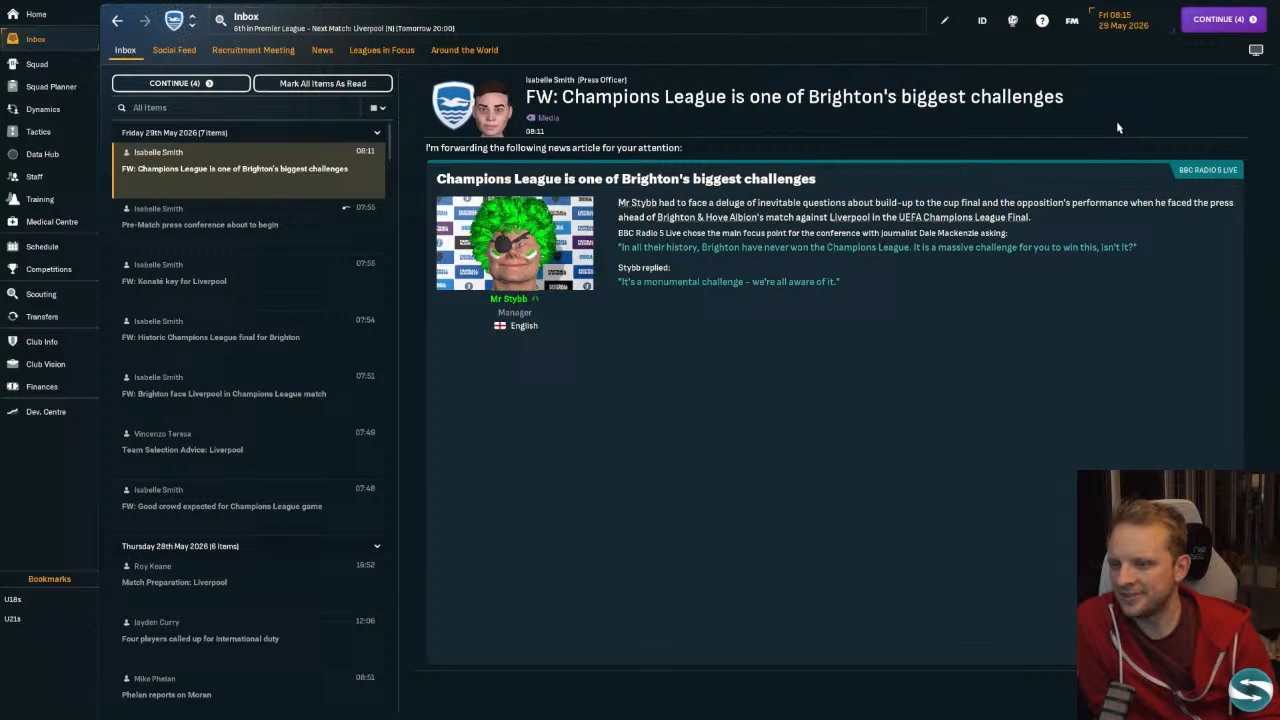 Home
Inbox
Squad
Squad Planner
Dynamics
Tactics
Data Hub
Staff
Training
Medical Centre
Schedule
Competitions
Scouting
Transfers
Club Info
Club Vision
Finances
Dev. Centre
Bookmarks
U18s
U21s
Inbox
6th in Premier League - Next Match: Liverpool (N) (Tomorrow 20:00)
ID
FM
Fri 08:15
29 May 2026
CONTINUE (4)
Inbox Social Feed Recruitment Meeting News Leagues in Focus Around the World
CONTINUE (4)
Mark All Items As Read
All Items
Friday 29th May 2026 (7 items)
Isabelle Smith 08:11
FW: Champions League is one of Brighton's biggest challenges
Isabelle Smith 07:55
Pre-Match press conference about to begin
Isabelle Smith 07:55
FW: Konaté key for Liverpool
Isabelle Smith 07:54
FW: Historic Champions League final for Brighton
Isabelle Smith 07:51
FW: Brighton face Liverpool in Champions League match
Vincenzo Teresa 07:49
Team Selection Advice: Liverpool
Isabelle Smith 07:48
FW: Good crowd expected for Champions League game
Thursday 28th May 2026 (6 items)
Roy Keane 16:52
Match Preparation: Liverpool
Jayden Curry 12:06
Four players called up for international duty
Mike Phelan 08:51
Phelan reports on Moran
Isabelle Smith (Press Officer)
FW: Champions League is one of Brighton's biggest challenges
Media
08:11
I'm forwarding the following news article for your attention:
BBC RADIO 5 LIVE
Champions League is one of Brighton's biggest challenges
Mr Stybb had to face a deluge of inevitable questions about build-up to the cup final and the opposition's performance when he faced the press
ahead of Brighton & Hove Albion's match against Liverpool in the UEFA Champions League Final.
BBC Radio 5 Live chose the main focus point for the conference with journalist Dale Mackenzie asking:
"In all their history, Brighton have never won the Champions League. It is a massive challenge for you to win this, isn't it?"
Stybb replied:
"It's a monumental challenge - we're all aware of it."
Mr Stybb
Manager
English